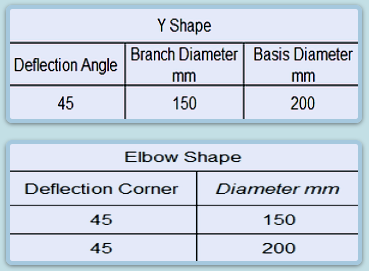 Y Shape
Deflection Angle Branch Diameter mm Basis Diameter mm
45 150 200
Elbow Shape
Deflection Corner Diameter mm
45 150
45 200